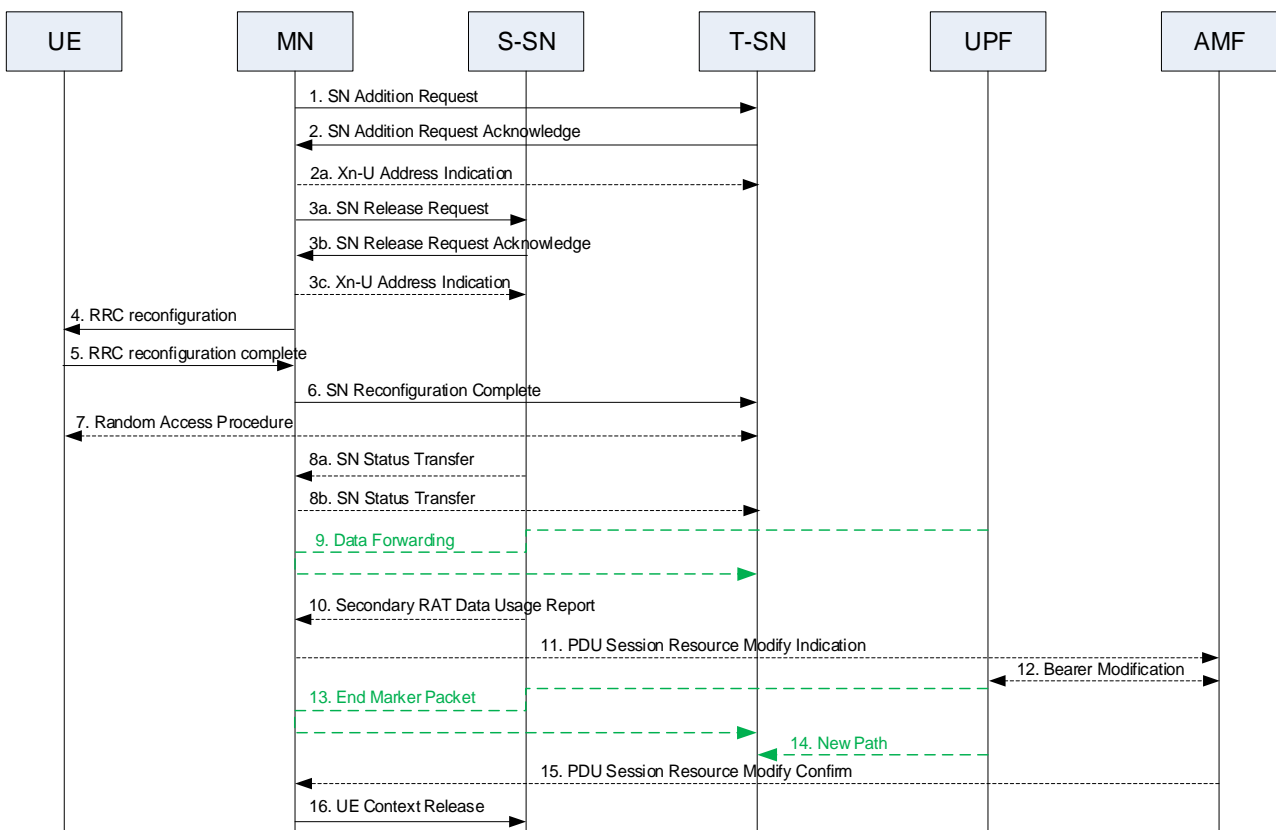 UE MN S-SN T-SN UPF AMF
1. SN Addition Request
2. SN Addition Request Acknowledge
2a. Xn-U Address Indication
3a. SN Release Request
3b. SN Release Request Acknowledge
3c. Xn-U Address Indication
4. RRC reconfiguration
5. RRC reconfiguration complete
6. SN Reconfiguration Complete
7. Random Access Procedure
8a. SN Status Transfer
8b. SN Status Transfer
9. Data Forwarding
10. Secondary RAT Data Usage Report
11. PDU Session Resource Modify Indication
12. Bearer Modification
13. End Marker Packet
14. New Path
15. PDU Session Resource Modify Confirm
16. UE Context Release